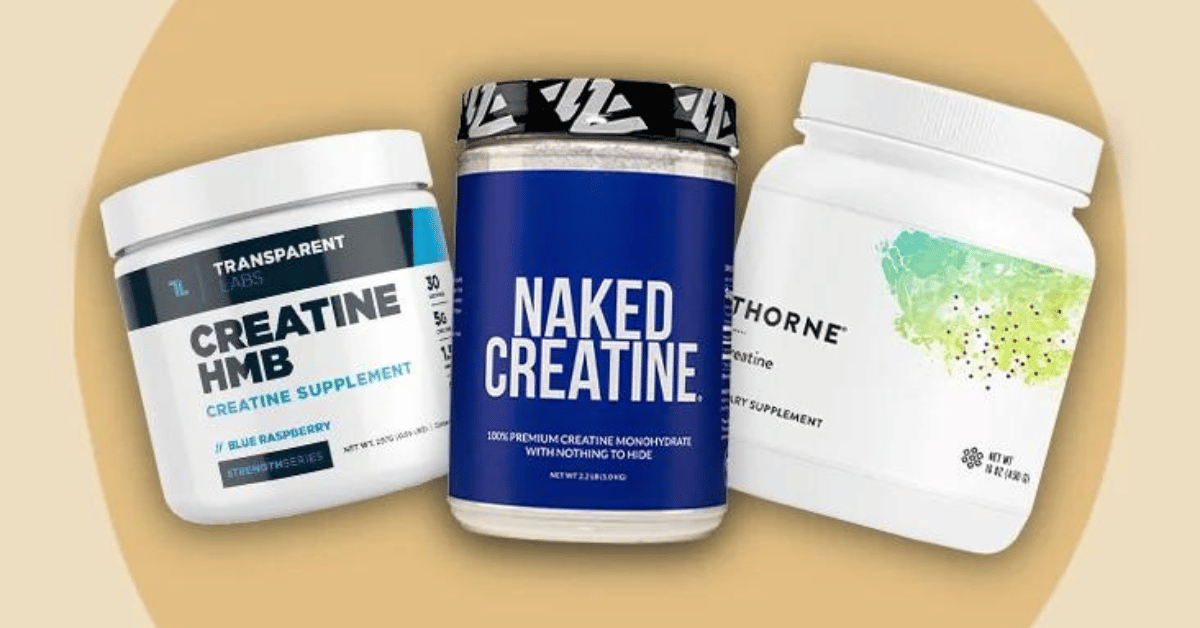 TRANSPARENT
LABS
CREATINE
HMB
CREATINE SUPPLEMENT
// BLUE RASPBERRY
STRENGTHSERIES
30
5G
NAKED
CREATINE®
100% PREMIUM CREATINE MONOHYDRATE
WITH NOTHING TO HIDE
NET WT 2.2 LB (1.0 KG)
THORNE®
reatine
ARY SUPPLEMENT
NET WT
16 OZ (450 G)